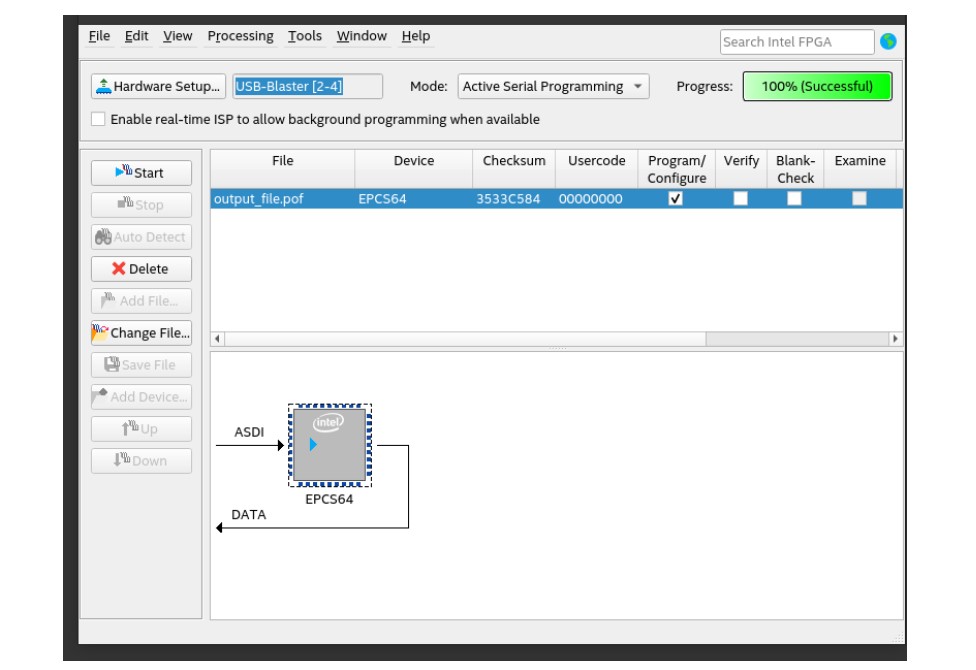 File Edit View Processing Tools Window Help
Search Intel FPGA
Hardware Setup... USB-Blaster [2-4] Mode: Active Serial Programming Progress: 100% (Successful)
Enable real-time ISP to allow background programming when available
Start
Stop
Auto Detect
Delete
Add File...
Change File...
Save File
Add Device...
Up
Down
File Device Checksum Usercode Program/ Configure Verify Blank- Check Examine
output_file.pof EPCS64 3533C584 00000000
intel
ASDI
EPCS64
DATA